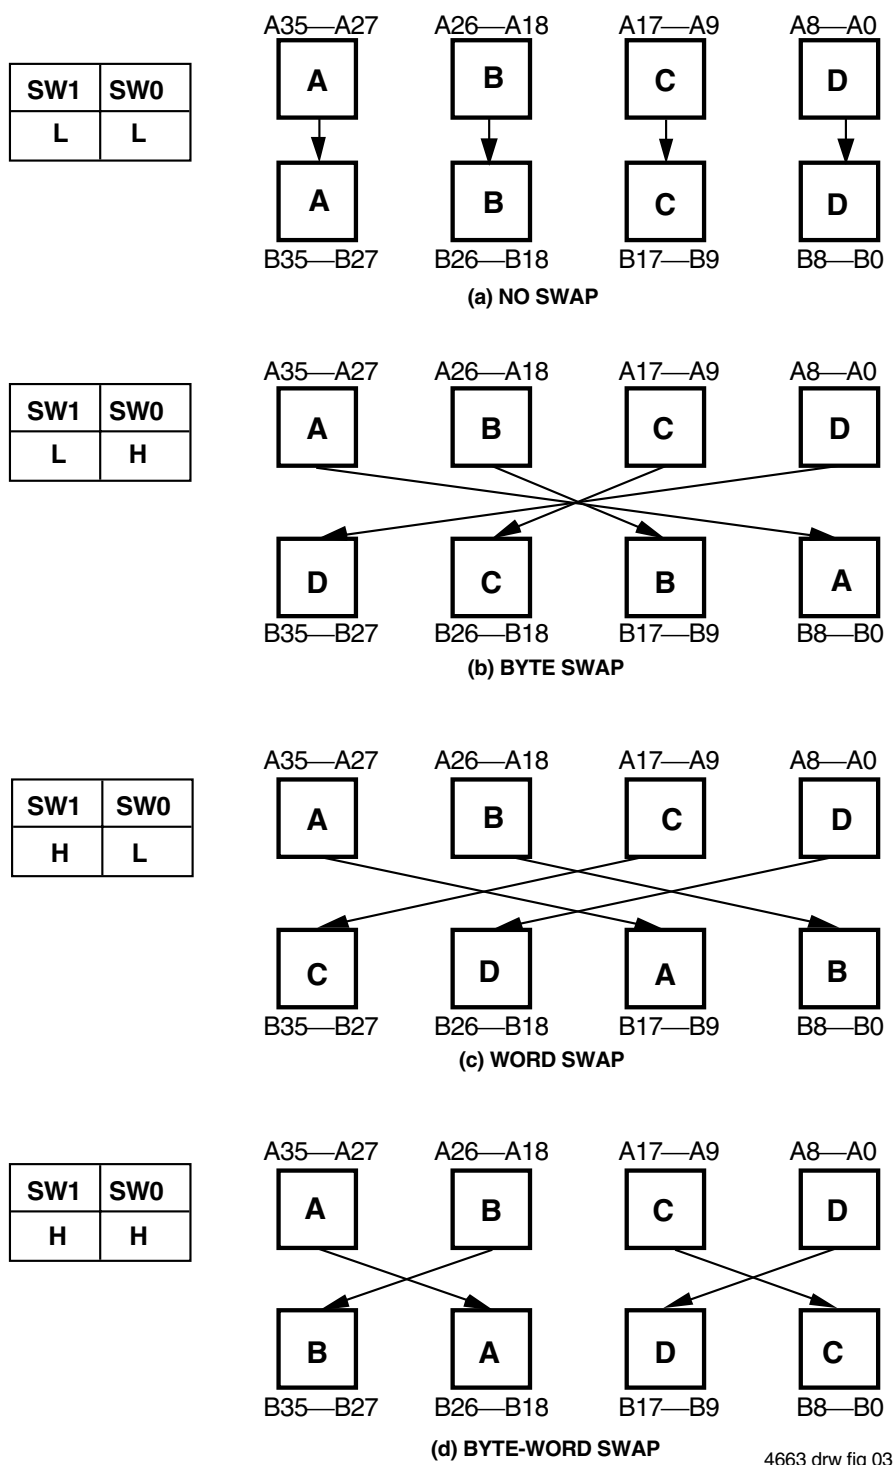 A35—A27 A26—A18 A17—A9 A8—A0
SW1 SW0
L L
A B C D
A B C D
B35—B27 B26—B18 B17—B9 B8—B0
(a) NO SWAP
A35—A27 A26—A18 A17—A9 A8—A0
SW1 SW0
L H
A B C D
D C B A
B35—B27 B26—B18 B17—B9 B8—B0
(b) BYTE SWAP
A35—A27 A26—A18 A17—A9 A8—A0
SW1 SW0
H L
A B C D
C D A B
B35—B27 B26—B18 B17—B9 B8—B0
(c) WORD SWAP
A35—A27 A26—A18 A17—A9 A8—A0
SW1 SW0
H H
A B C D
B A D C
B35—B27 B26—B18 B17—B9 B8—B0
(d) BYTE-WORD SWAP
4663 drw fig 03